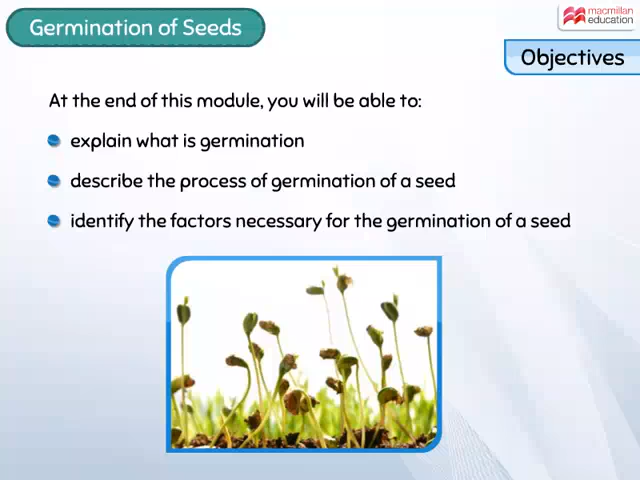 Germination of Seeds
macmillan
education
Objectives
At the end of this module, you will be able to:
explain what is germination
describe the process of germination of a seed
identify the factors necessary for the germination of a seed